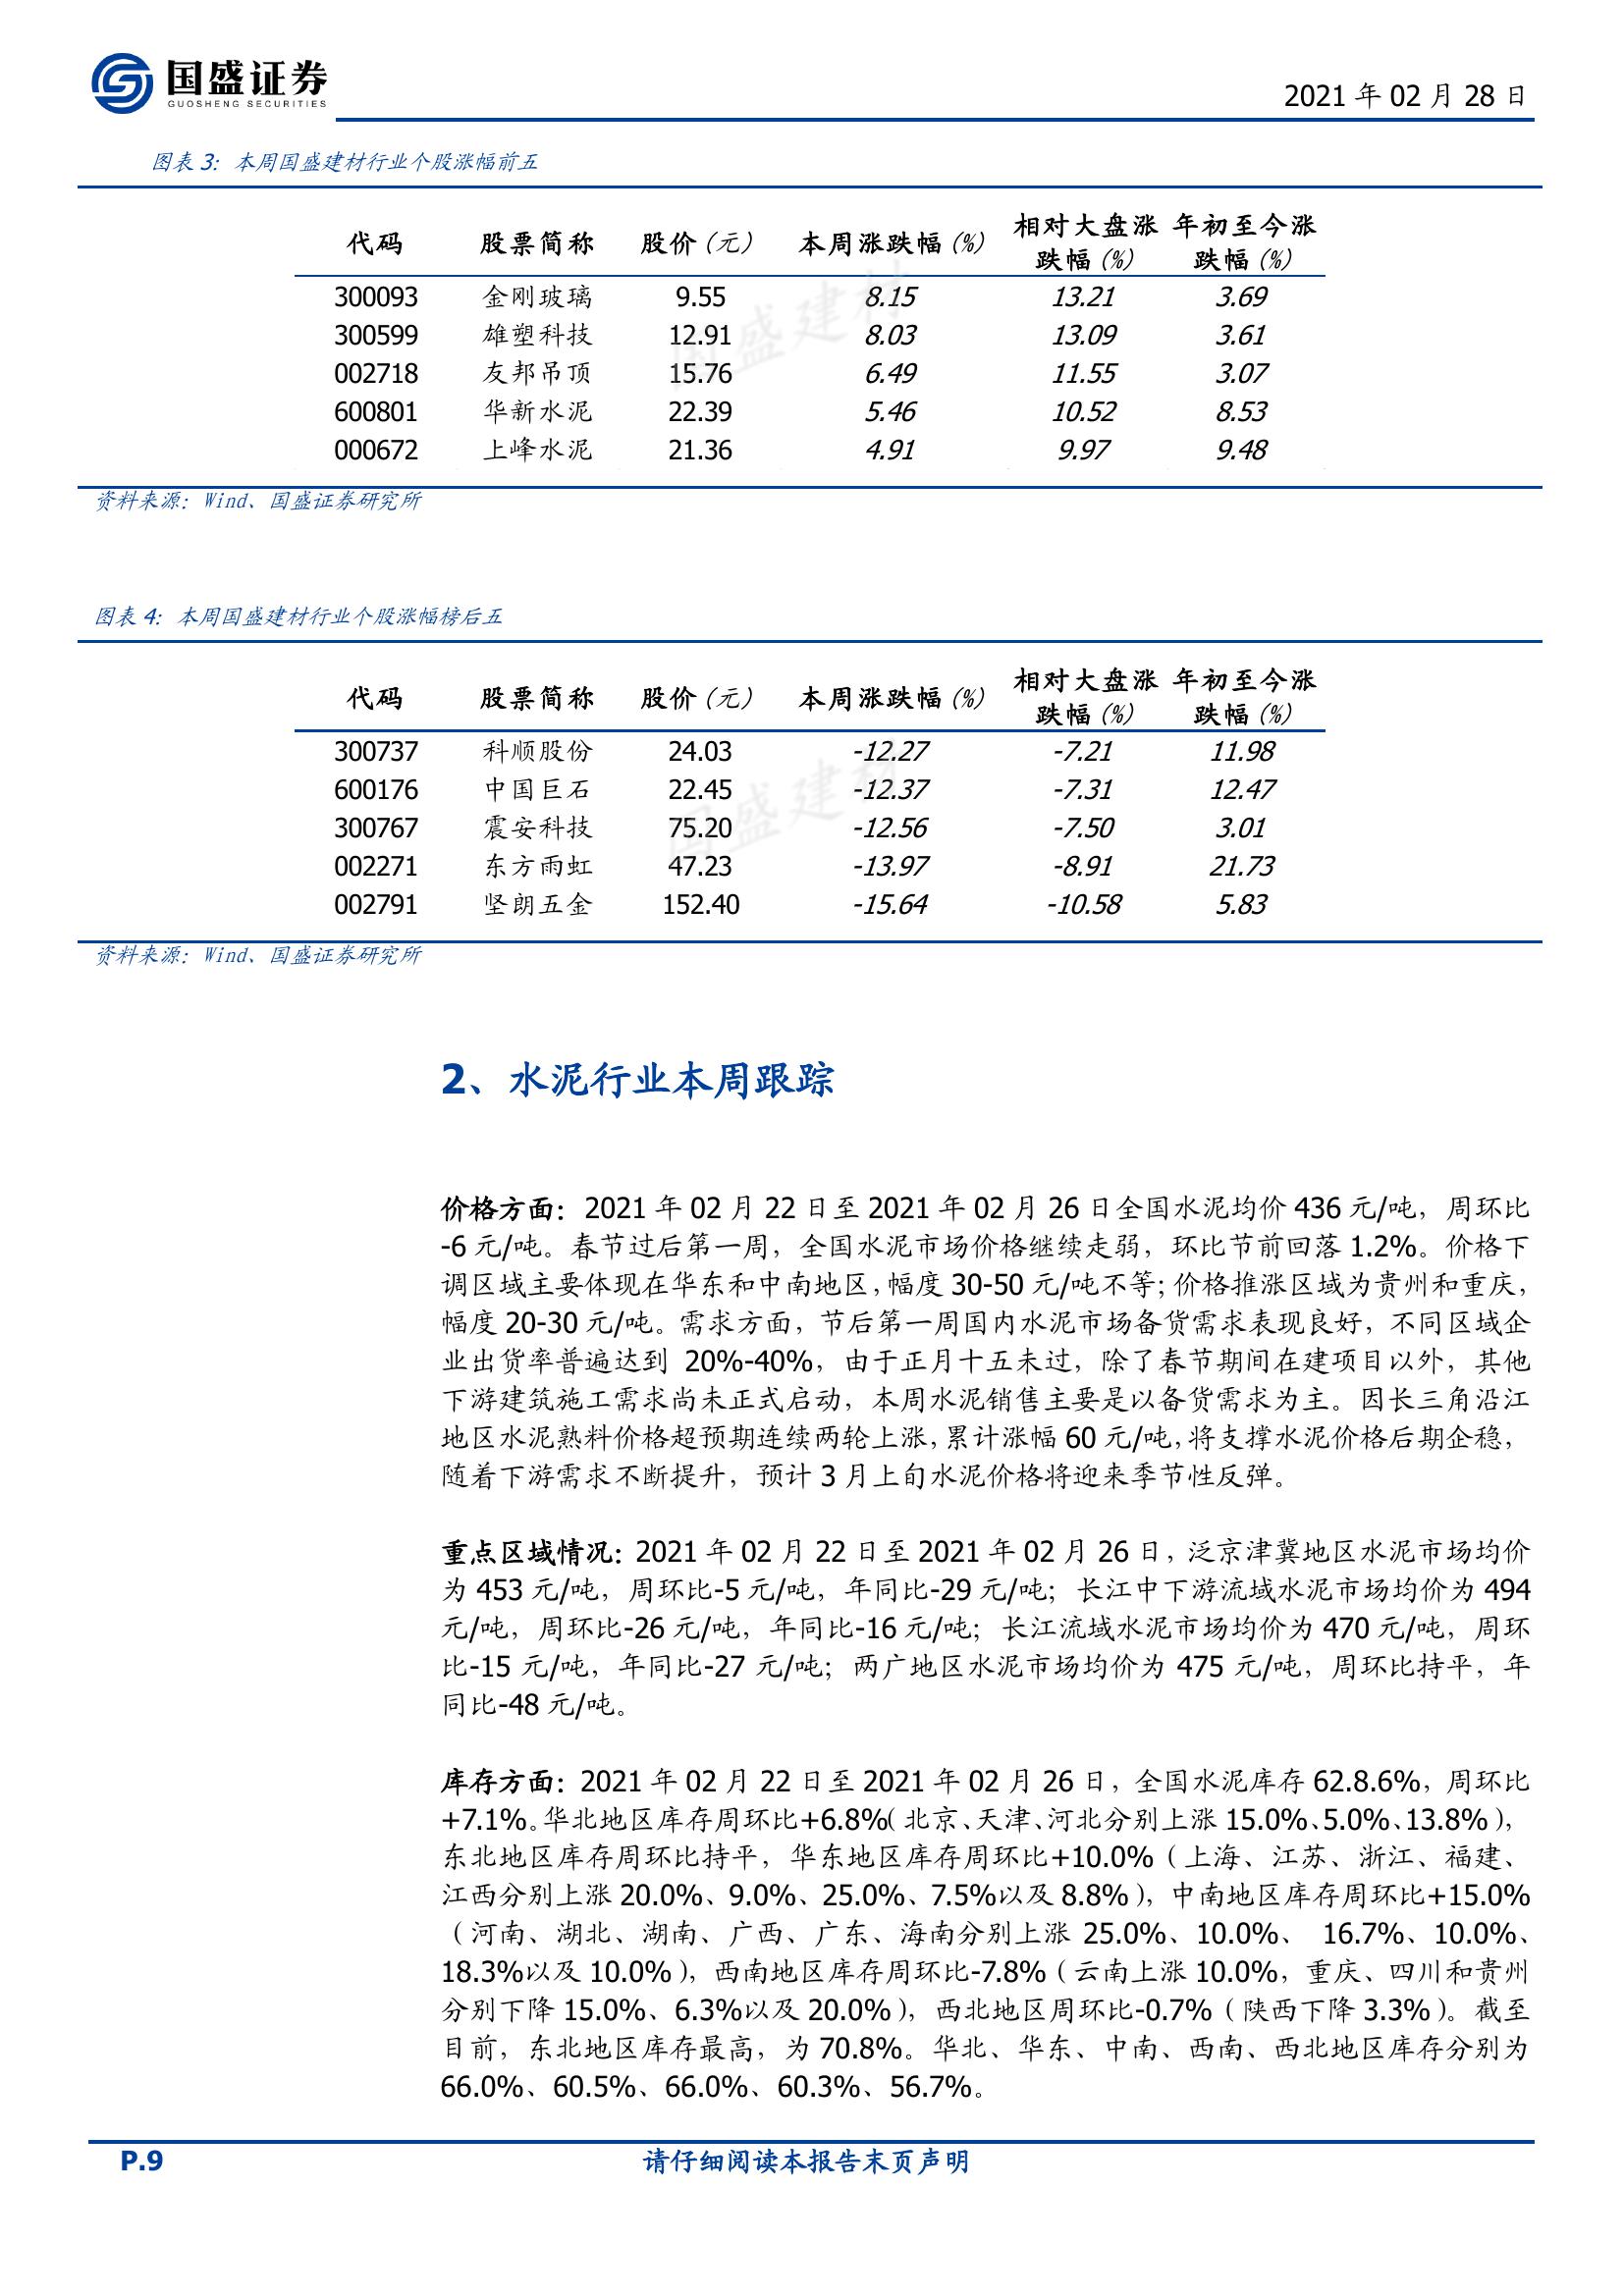 国盛证券
GUOSHENG SECURITIES
2021 年 02 月 28 日
图表 3：本周国盛建材行业个股涨幅前五
代码 股票简称 股价（元） 本周涨跌幅（%） 相对大盘涨跌幅（%） 年初至今涨跌幅（%）
300093 金刚玻璃 9.55 8.15 13.21 3.69
300599 雄塑科技 12.91 8.03 13.09 3.61
002718 友邦吊顶 15.76 6.49 11.55 3.07
600801 华新水泥 22.39 5.46 10.52 8.53
000672 上峰水泥 21.36 4.91 9.97 9.48
国盛建材
资料来源：Wind、国盛证券研究所
图表 4：本周国盛建材行业个股涨幅榜后五
代码 股票简称 股价（元） 本周涨跌幅（%） 相对大盘涨跌幅（%） 年初至今涨跌幅（%）
300737 科顺股份 24.03 -12.27 -7.21 11.98
600176 中国巨石 22.45 -12.37 -7.31 12.47
300767 震安科技 75.20 -12.56 -7.50 3.01
002271 东方雨虹 47.23 -13.97 -8.91 21.73
002791 坚朗五金 152.40 -15.64 -10.58 5.83
国盛建材
资料来源：Wind、国盛证券研究所
2、水泥行业本周跟踪
价格方面：2021 年 02 月 22 日至 2021 年 02 月 26 日全国水泥均价 436 元/吨，周环比
-6 元/吨。春节过后第一周，全国水泥市场价格继续走弱，环比节前回落 1.2%。价格下
调区域主要体现在华东和中南地区，幅度 30-50 元/吨不等；价格推涨区域为贵州和重庆，
幅度 20-30 元/吨。需求方面，节后第一周国内水泥市场备货需求表现良好，不同区域企
业出货率普遍达到 20%-40%，由于正月十五未过，除了春节期间在建项目以外，其他
下游建筑施工需求尚未正式启动，本周水泥销售主要是以备货需求为主。因长三角沿江
地区水泥熟料价格超预期连续两轮上涨，累计涨幅 60 元/吨，将支撑水泥价格后期企稳，
随着下游需求不断提升，预计 3 月上旬水泥价格将迎来季节性反弹。
重点区域情况：2021 年 02 月 22 日至 2021 年 02 月 26 日，泛京津冀地区水泥市场均价
为 453 元/吨，周环比-5 元/吨，年同比-29 元/吨；长江中下游流域水泥市场均价为 494
元/吨，周环比-26 元/吨，年同比-16 元/吨；长江流域水泥市场均价为 470 元/吨，周环
比-15 元/吨，年同比-27 元/吨；两广地区水泥市场均价为 475 元/吨，周环比持平，年
同比-48 元/吨。
库存方面：2021 年 02 月 22 日至 2021 年 02 月 26 日，全国水泥库存 62.8.6%，周环比
+7.1%。华北地区库存周环比+6.8%（北京、天津、河北分别上涨 15.0%、5.0%、13.8%），
东北地区库存周环比持平，华东地区库存周环比+10.0%（上海、江苏、浙江、福建、
江西分别上涨 20.0%、9.0%、25.0%、7.5%以及 8.8%），中南地区库存周环比+15.0%
（河南、湖北、湖南、广西、广东、海南分别上涨 25.0%、10.0%、 16.7%、10.0%、
18.3%以及 10.0%），西南地区库存周环比-7.8%（云南上涨 10.0%，重庆、四川和贵州
分别下降 15.0%、6.3%以及 20.0%），西北地区周环比-0.7%（陕西下降 3.3%）。截至
目前，东北地区库存最高，为 70.8%。华北、华东、中南、西南、西北地区库存分别为
66.0%、60.5%、66.0%、60.3%、56.7%。
P.9 请仔细阅读本报告末页声明